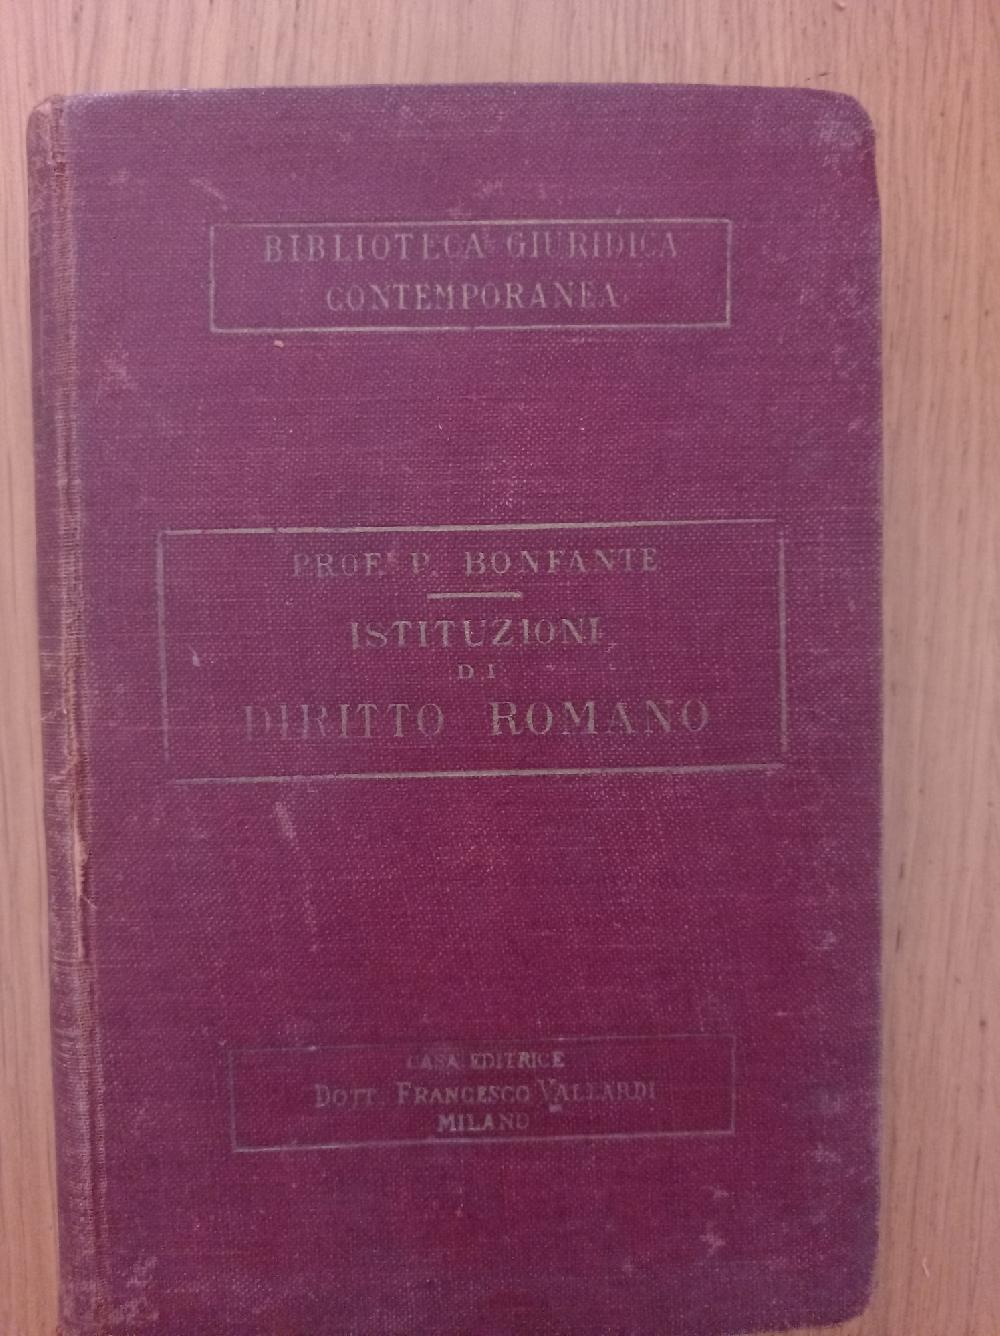 BIBLIOTECA GIURIDICA
CONTEMPORANEA
PROF. P. BONFANTE
ISTITUZIONI
DI
DIRITTO ROMANO
CASA EDITRICE
DOTT. FRANCESCO VALLARDI
MILANO